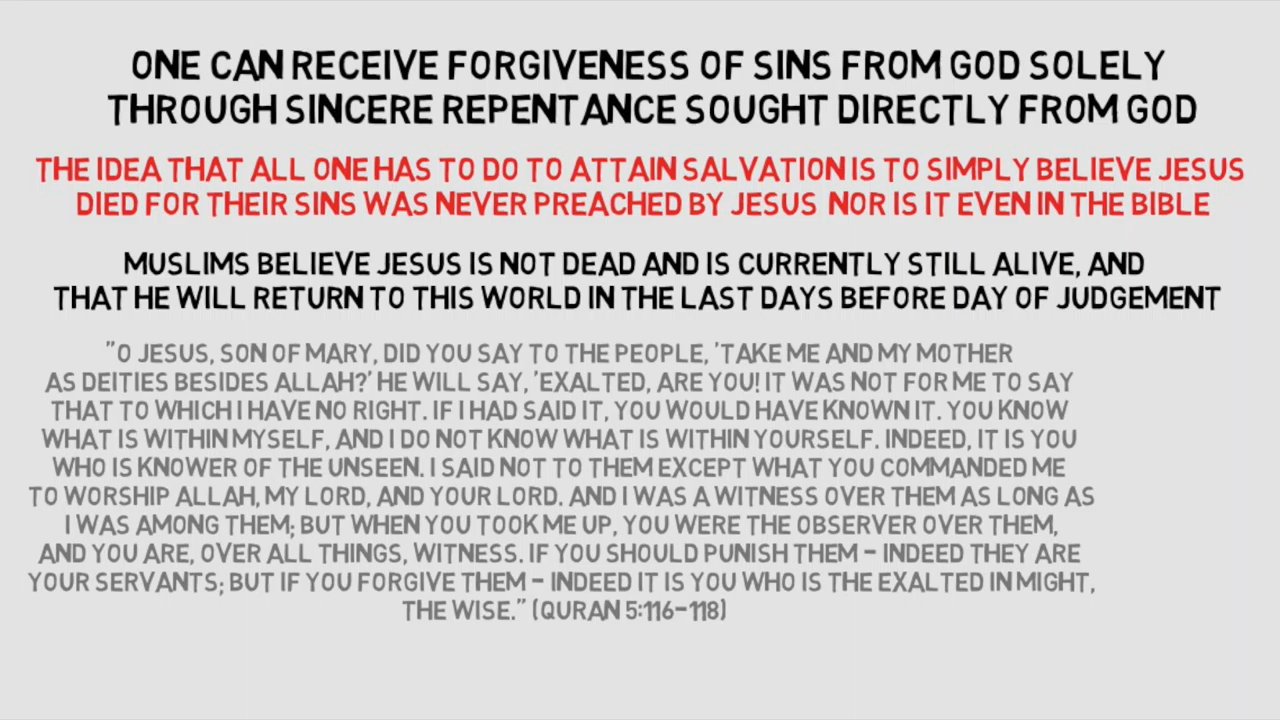 ONE CAN RECEIVE FORGIVENESS OF SINS FROM GOD SOLELY
THROUGH SINCERE REPENTANCE SOUGHT DIRECTLY FROM GOD
THE IDEA THAT ALL ONE HAS TO DO TO ATTAIN SALVATION IS TO SIMPLY BELIEVE JESUS
DIED FOR THEIR SINS WAS NEVER PREACHED BY JESUS NOR IS IT EVEN IN THE BIBLE
MUSLIMS BELIEVE JESUS IS NOT DEAD AND IS CURRENTLY STILL ALIVE, AND
THAT HE WILL RETURN TO THIS WORLD IN THE LAST DAYS BEFORE DAY OF JUDGEMENT
"O JESUS, SON OF MARY, DID YOU SAY TO THE PEOPLE, 'TAKE ME AND MY MOTHER
AS DEITIES BESIDES ALLAH?' HE WILL SAY, 'EXALTED, ARE YOU! IT WAS NOT FOR ME TO SAY
THAT TO WHICH I HAVE NO RIGHT. IF I HAD SAID IT, YOU WOULD HAVE KNOWN IT. YOU KNOW
WHAT IS WITHIN MYSELF, AND I DO NOT KNOW WHAT IS WITHIN YOURSELF. INDEED, IT IS YOU
WHO IS KNOWER OF THE UNSEEN. I SAID NOT TO THEM EXCEPT WHAT YOU COMMANDED ME
TO WORSHIP ALLAH, MY LORD, AND YOUR LORD. AND I WAS A WITNESS OVER THEM AS LONG AS
I WAS AMONG THEM; BUT WHEN YOU TOOK ME UP, YOU WERE THE OBSERVER OVER THEM,
AND YOU ARE, OVER ALL THINGS, WITNESS. IF YOU SHOULD PUNISH THEM - INDEED THEY ARE
YOUR SERVANTS; BUT IF YOU FORGIVE THEM - INDEED IT IS YOU WHO IS THE EXALTED IN MIGHT,
THE WISE." (QURAN 5:116-118)